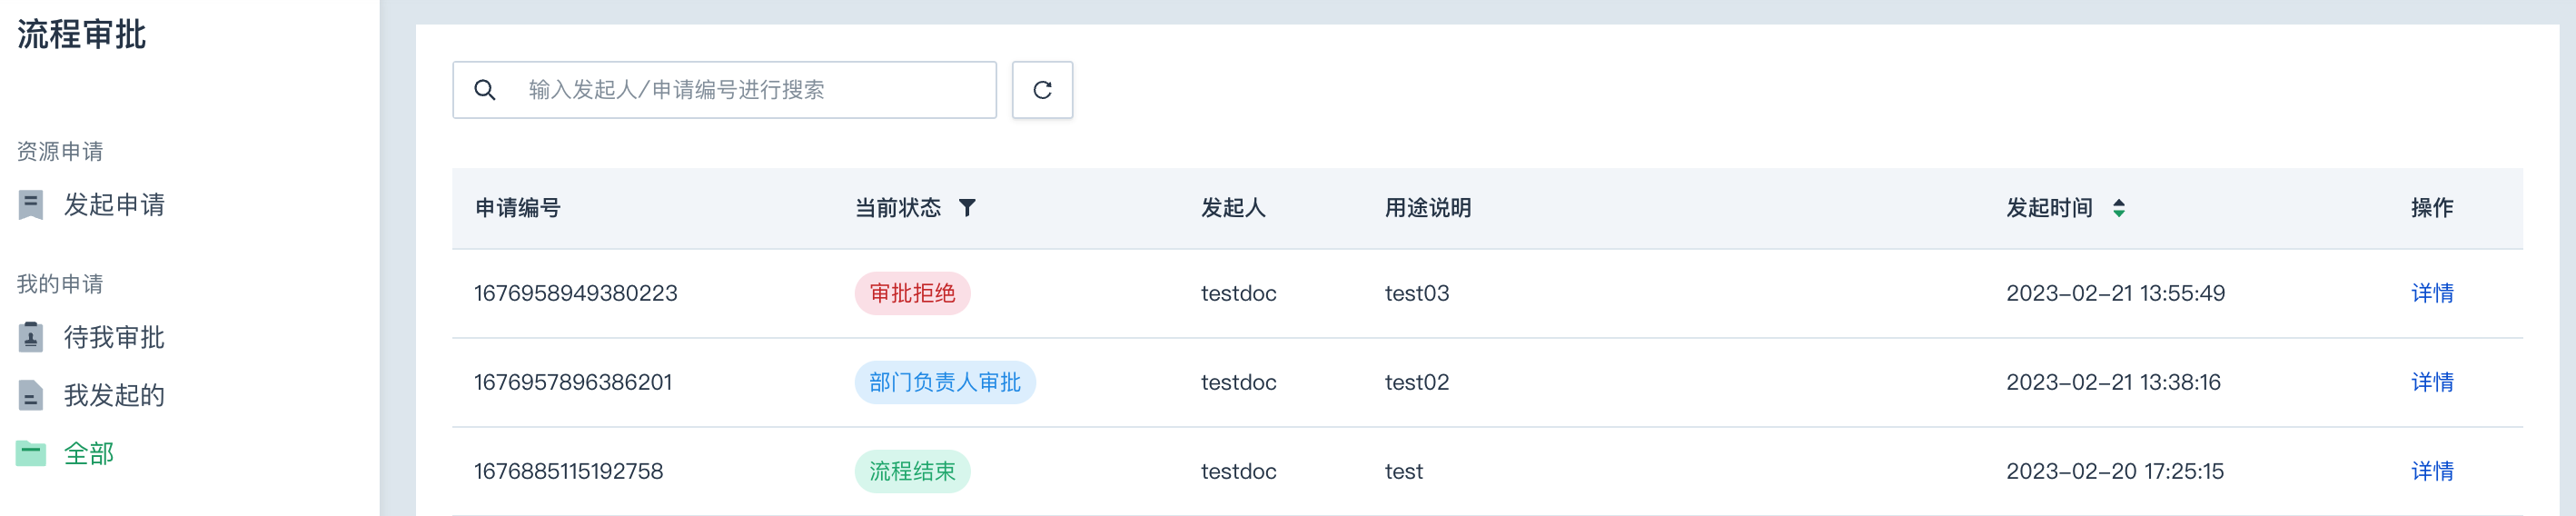 流程审批
资源申请
发起申请
我的申请
待我审批
我发起的
全部
输入发起人/申请编号进行搜索
申请编号 当前状态 发起人 用途说明 发起时间 操作
1676958949380223 审批拒绝 testdoc test03 2023-02-21 13:55:49 详情
1676957896386201 部门负责人审批 testdoc test02 2023-02-21 13:38:16 详情
1676885115192758 流程结束 testdoc test 2023-02-20 17:25:15 详情